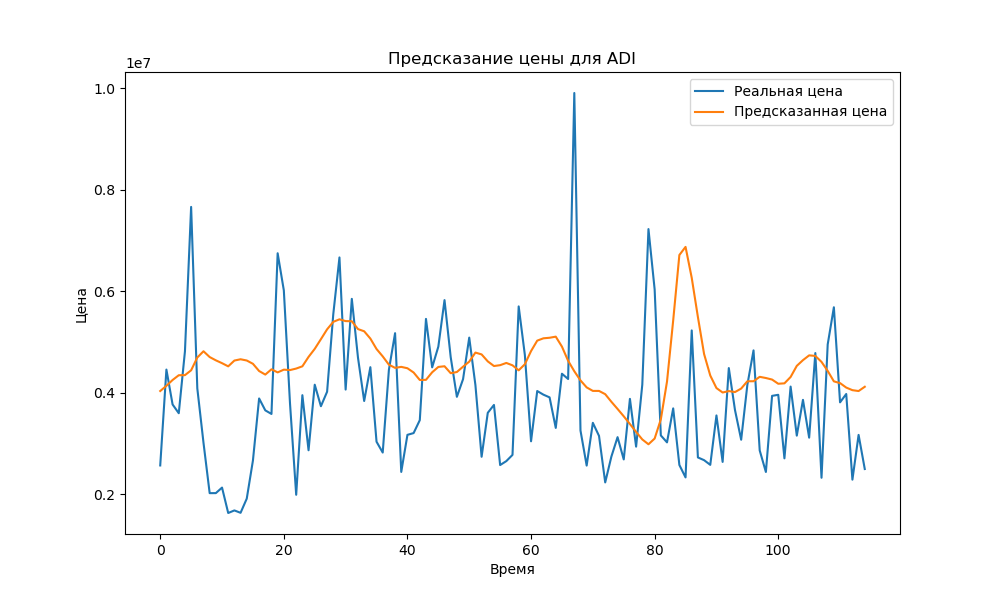 Предсказание цены для ADI
1e7
Реальная цена
Предсказанная цена
1.0
0.8
0.6
0.4
0.2
Цена
0 20 40 60 80 100
Время